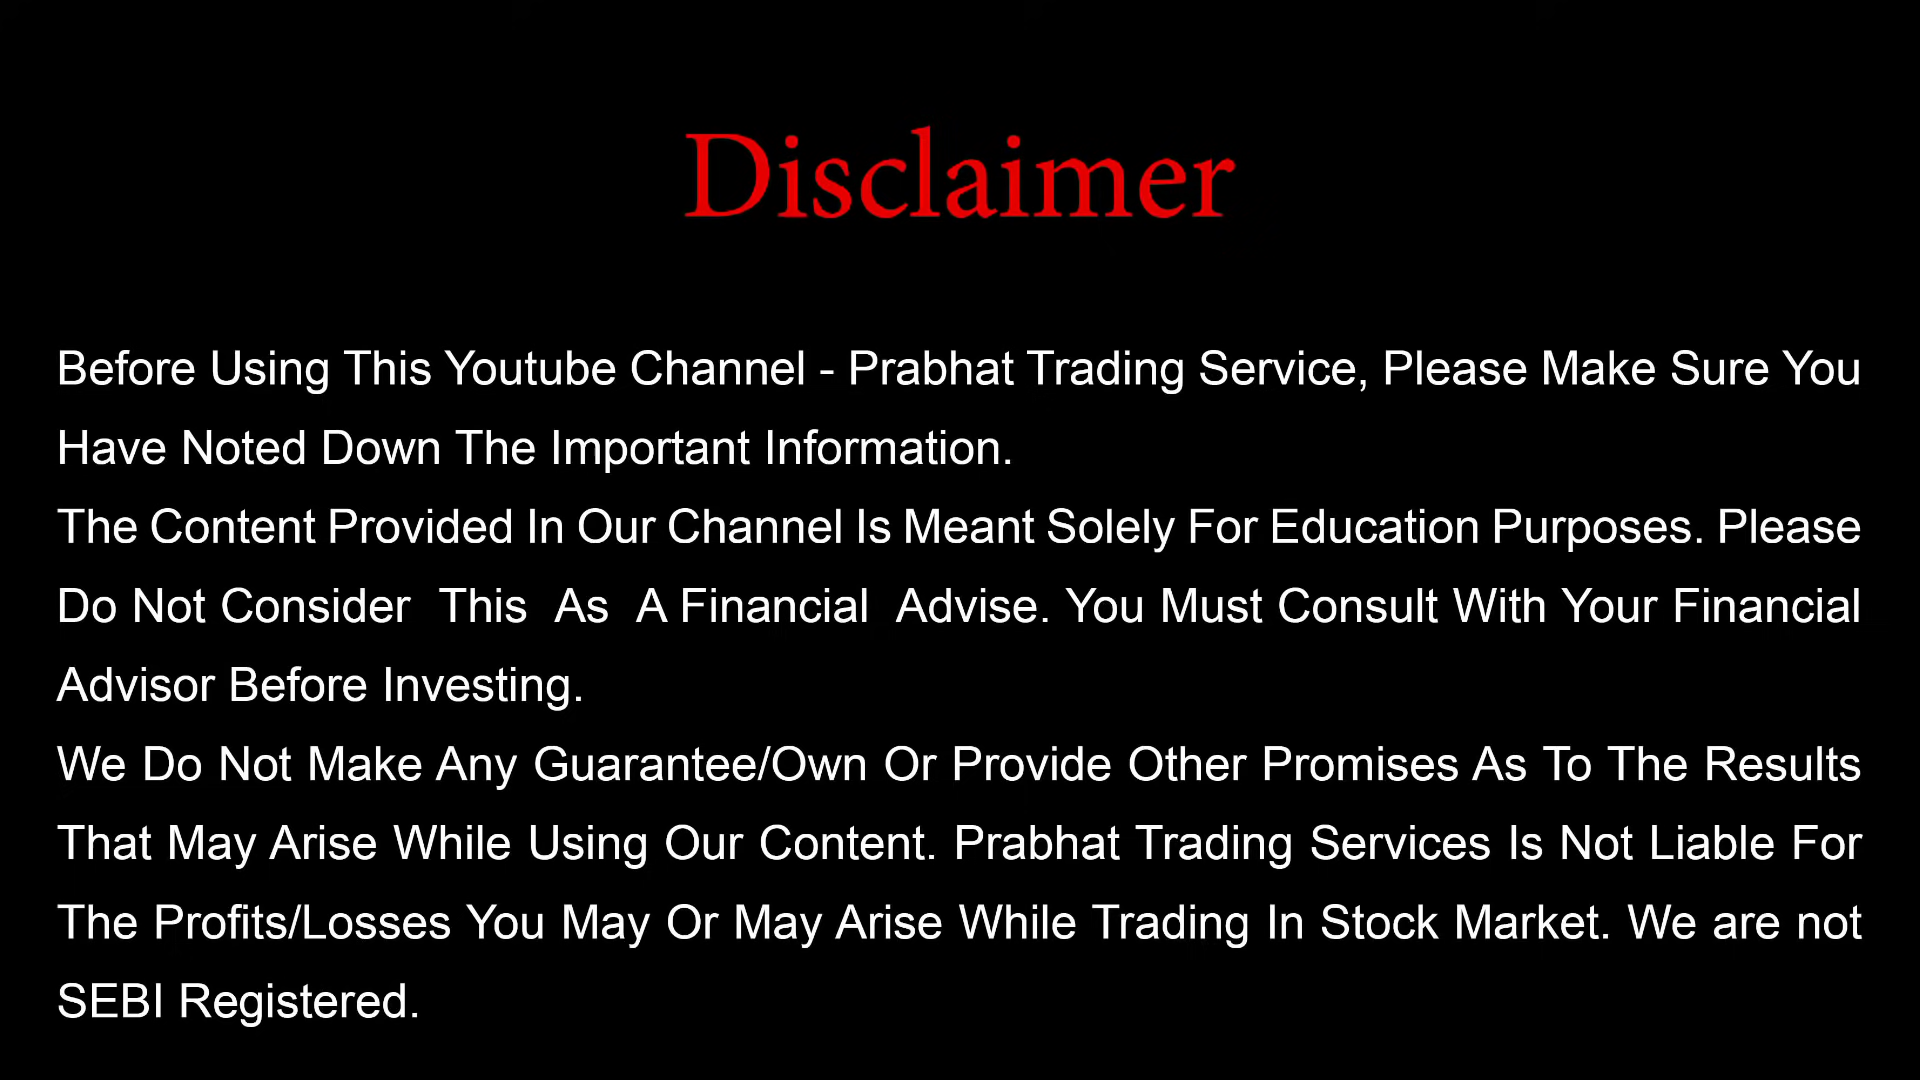 Disclaimer
Before Using This Youtube Channel - Prabhat Trading Service, Please Make Sure You
Have Noted Down The Important Information.
The Content Provided In Our Channel Is Meant Solely For Education Purposes. Please
Do Not Consider This As A Financial Advise. You Must Consult With Your Financial
Advisor Before Investing.
We Do Not Make Any Guarantee/Own Or Provide Other Promises As To The Results
That May Arise While Using Our Content. Prabhat Trading Services Is Not Liable For
The Profits/Losses You May Or May Arise While Trading In Stock Market. We are not
SEBI Registered.